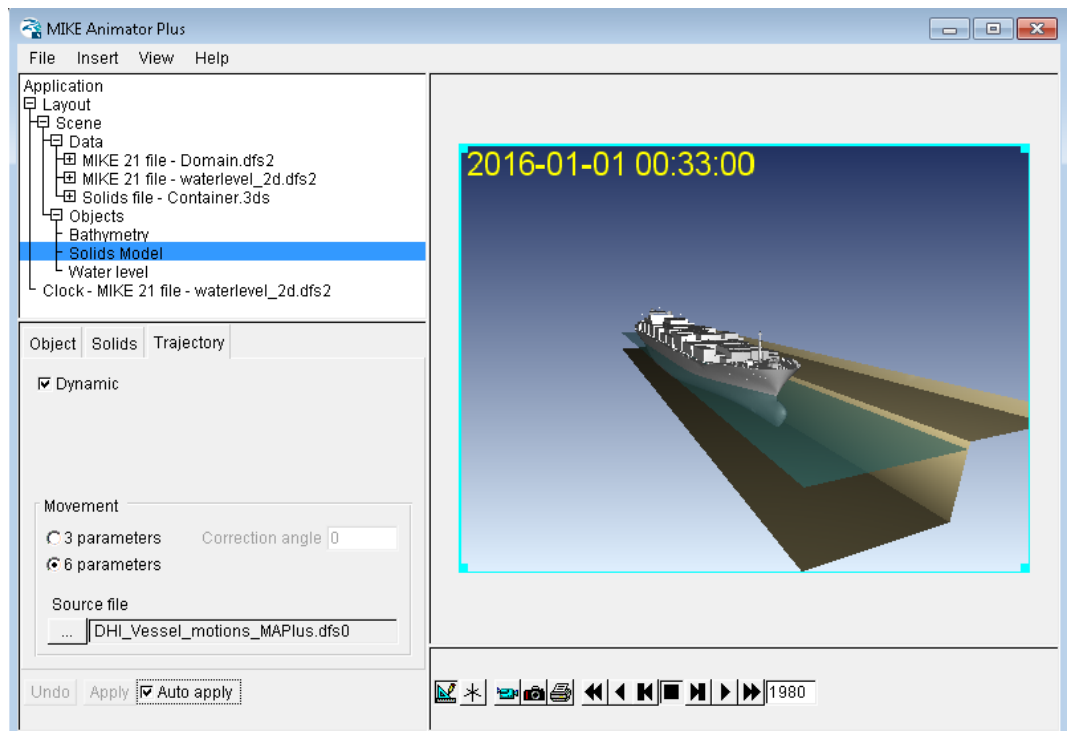 MIKE Animator Plus
File Insert View Help
Application
Layout
Scene
Data
MIKE 21 file - Domain.dfs2
MIKE 21 file - waterlevel_2d.dfs2
Solids file - Container.3ds
Objects
Bathymetry
Solids Model
Water level
Clock - MIKE 21 file - waterlevel_2d.dfs2
Object Solids Trajectory
Dynamic
Movement
3 parameters Correction angle 0
6 parameters
Source file
... DHI_Vessel_motions_MAPlus.dfs0
Undo Apply Auto apply
2016-01-01 00:33:00
1980